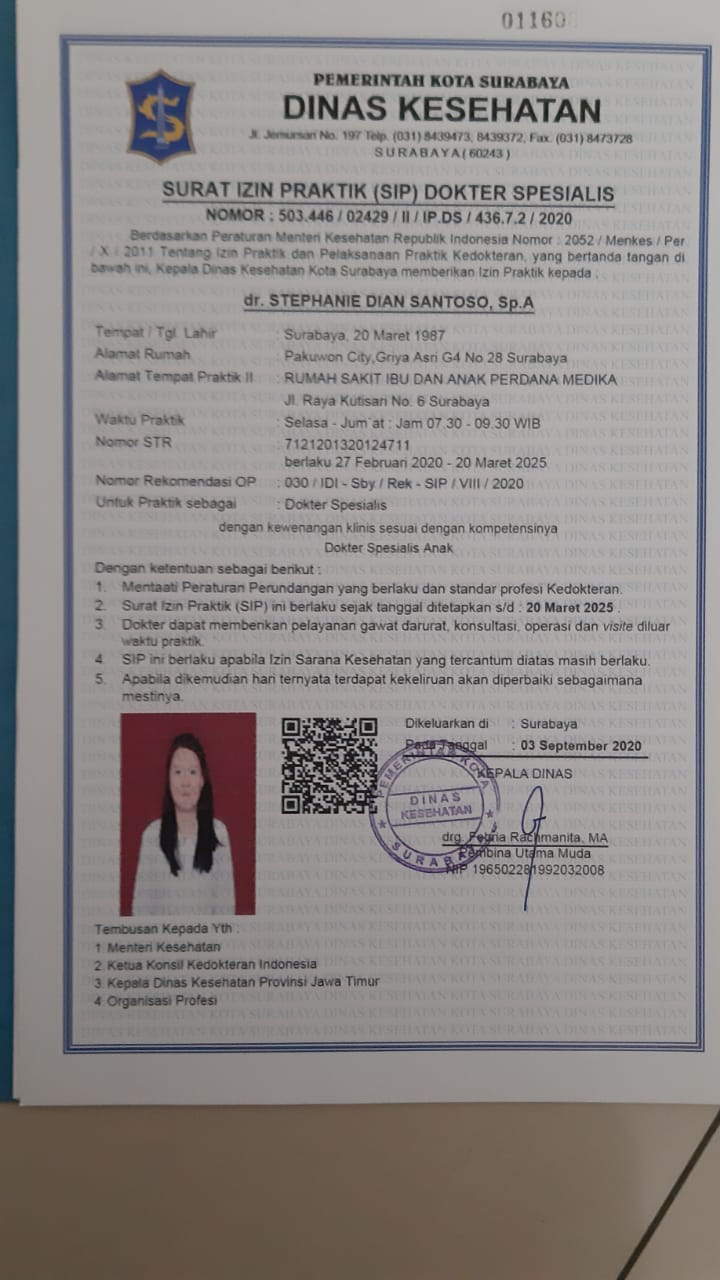 01160
PEMERINTAH KOTA SURABAYA
DINAS KESEHATAN
Jl. Jemursari No. 197 Telp. (031) 8439473, 8439372, Fax. (031) 8473728
SURABAYA ( 60243 )
SURAT IZIN PRAKTIK (SIP) DOKTER SPESIALIS
NOMOR : 503.446 / 02429 / II / IP.DS / 436.7.2 / 2020
Berdasarkan Peraturan Menteri Kesehatan Republik Indonesia Nomor : 2052 / Menkes / Per
/ X / 2011 Tentang Izin Praktik dan Pelaksanaan Praktik Kedokteran, yang bertanda tangan di
bawah ini, Kepala Dinas Kesehatan Kota Surabaya memberikan Izin Praktik kepada :
dr. STEPHANIE DIAN SANTOSO, Sp.A
Tempat / Tgl. Lahir : Surabaya, 20 Maret 1987
Alamat Rumah : Pakuwon City,Griya Asri G4 No 28 Surabaya
Alamat Tempat Praktik II : RUMAH SAKIT IBU DAN ANAK PERDANA MEDIKA
Jl. Raya Kutisari No. 6 Surabaya
Waktu Praktik : Selasa - Jum`at : Jam 07.30 - 09.30 WIB
Nomor STR : 7121201320124711
berlaku 27 Februari 2020 - 20 Maret 2025
Nomor Rekomendasi OP : 030 / IDI - Sby / Rek - SIP / VIII / 2020
Untuk Praktik sebagai : Dokter Spesialis
dengan kewenangan klinis sesuai dengan kompetensinya
Dokter Spesialis Anak
Dengan ketentuan sebagai berikut :
1. Mentaati Peraturan Perundangan yang berlaku dan standar profesi Kedokteran.
2. Surat Izin Praktik (SIP) ini berlaku sejak tanggal ditetapkan s/d : 20 Maret 2025 .
3. Dokter dapat memberikan pelayanan gawat darurat, konsultasi, operasi dan visite diluar
waktu praktik.
4. SIP ini berlaku apabila Izin Sarana Kesehatan yang tercantum diatas masih berlaku.
5. Apabila dikemudian hari ternyata terdapat kekeliruan akan diperbaiki sebagaimana
mestinya.
Dikeluarkan di : Surabaya
Pada Tanggal : 03 September 2020
KEPALA DINAS
PEMERINTAH KOTA
DINAS
KESEHATAN
SURABAYA
drg. Febria Rachmanita, MA
Pembina Utama Muda
NIP 196502281992032008
Tembusan Kepada Yth :
1. Menteri Kesehatan
2. Ketua Konsil Kedokteran Indonesia
3. Kepala Dinas Kesehatan Provinsi Jawa Timur
4. Organisasi Profesi